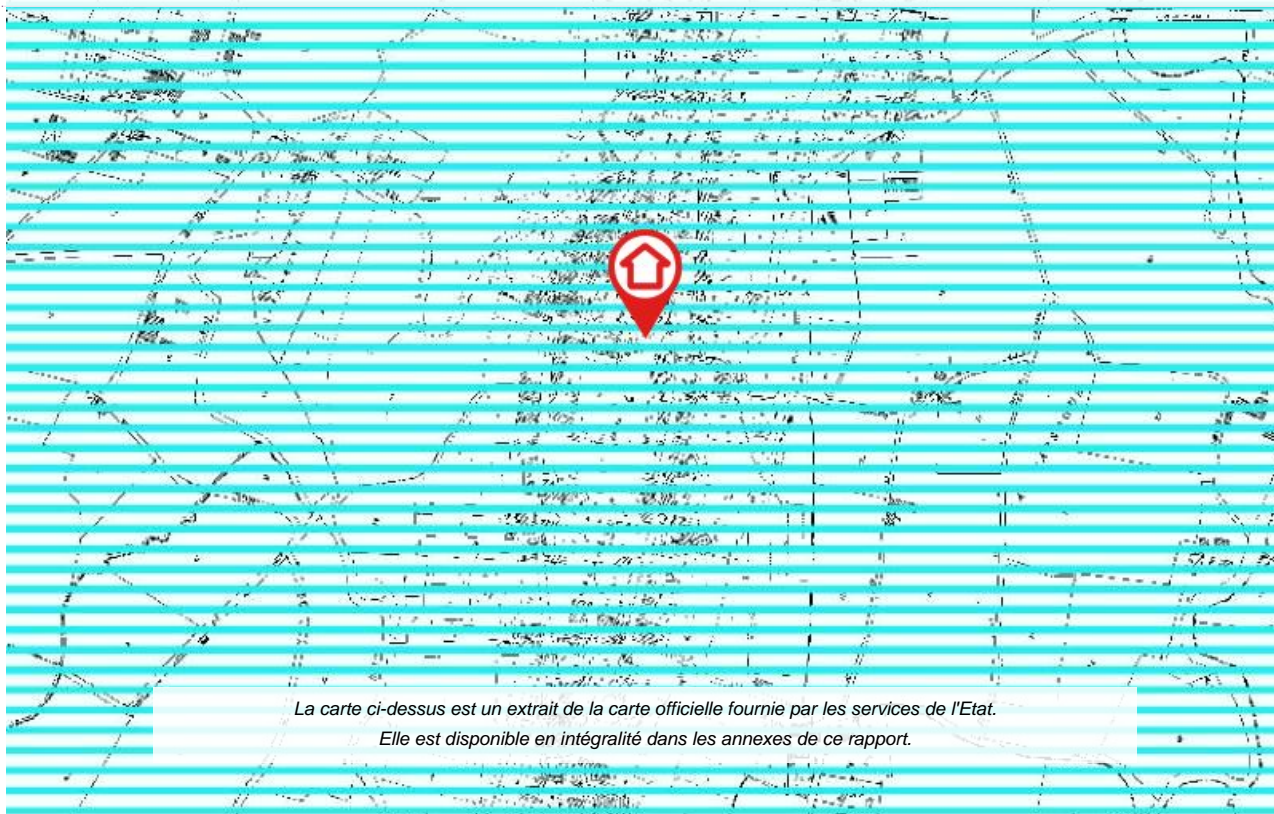 La carte ci-dessus est un extrait de la carte officielle fournie par les services de l'Etat.
Elle est disponible en intégralité dans les annexes de ce rapport.